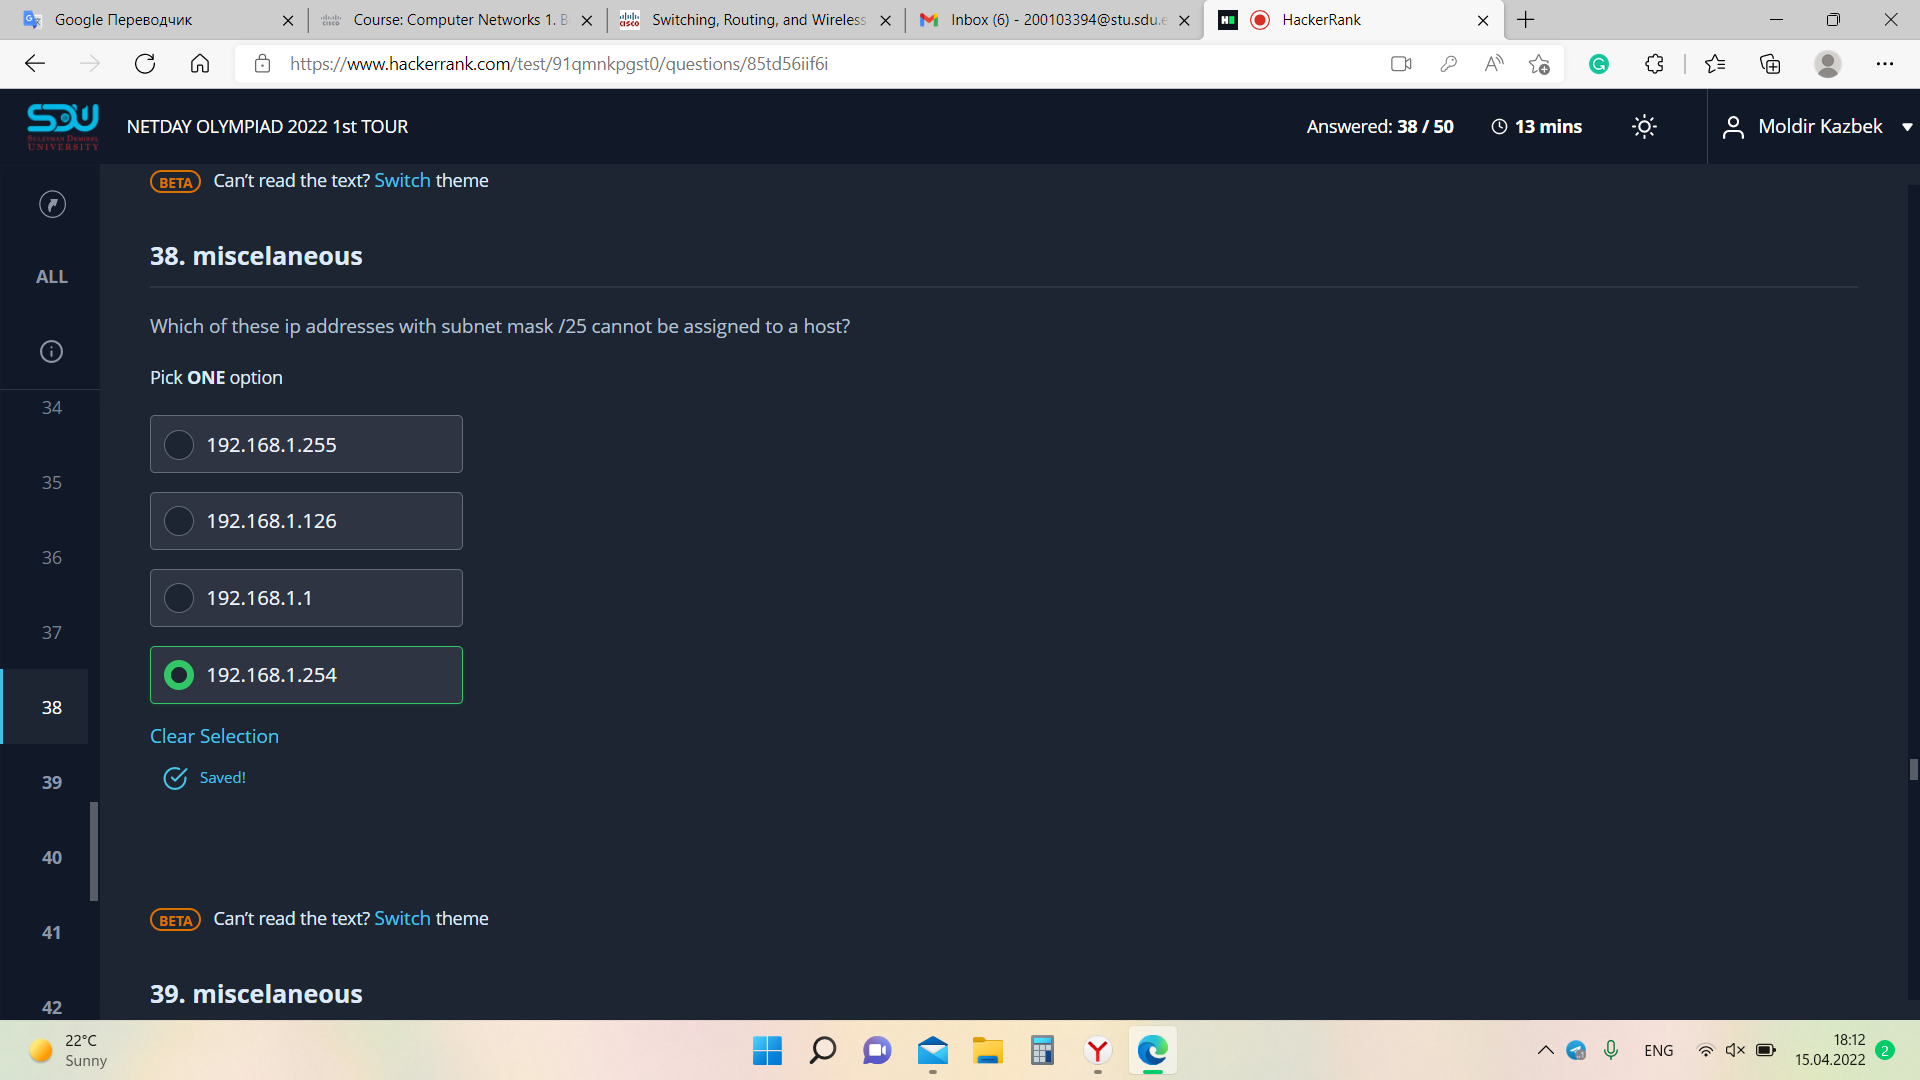 Google Переводчик
Course: Computer Networks 1. B
Switching, Routing, and Wireless
Inbox (6) - 200103394@stu.sdu.e
HackerRank
https://www.hackerrank.com/test/91qmnkpgst0/questions/85td56iif6i
SDU
SULEYMAN DEMIREL
UNIVERSITY
NETDAY OLYMPIAD 2022 1st TOUR
Answered: 38 / 50
13 mins
Moldir Kazbek
BETA Can't read the text? Switch theme
ALL
38. miscelaneous
Which of these ip addresses with subnet mask /25 cannot be assigned to a host?
Pick ONE option
192.168.1.255
192.168.1.126
192.168.1.1
192.168.1.254
Clear Selection
Saved!
34
35
36
37
38
39
40
41
42
BETA Can't read the text? Switch theme
39. miscelaneous
22°C
Sunny
ENG
18:12
15.04.2022
2